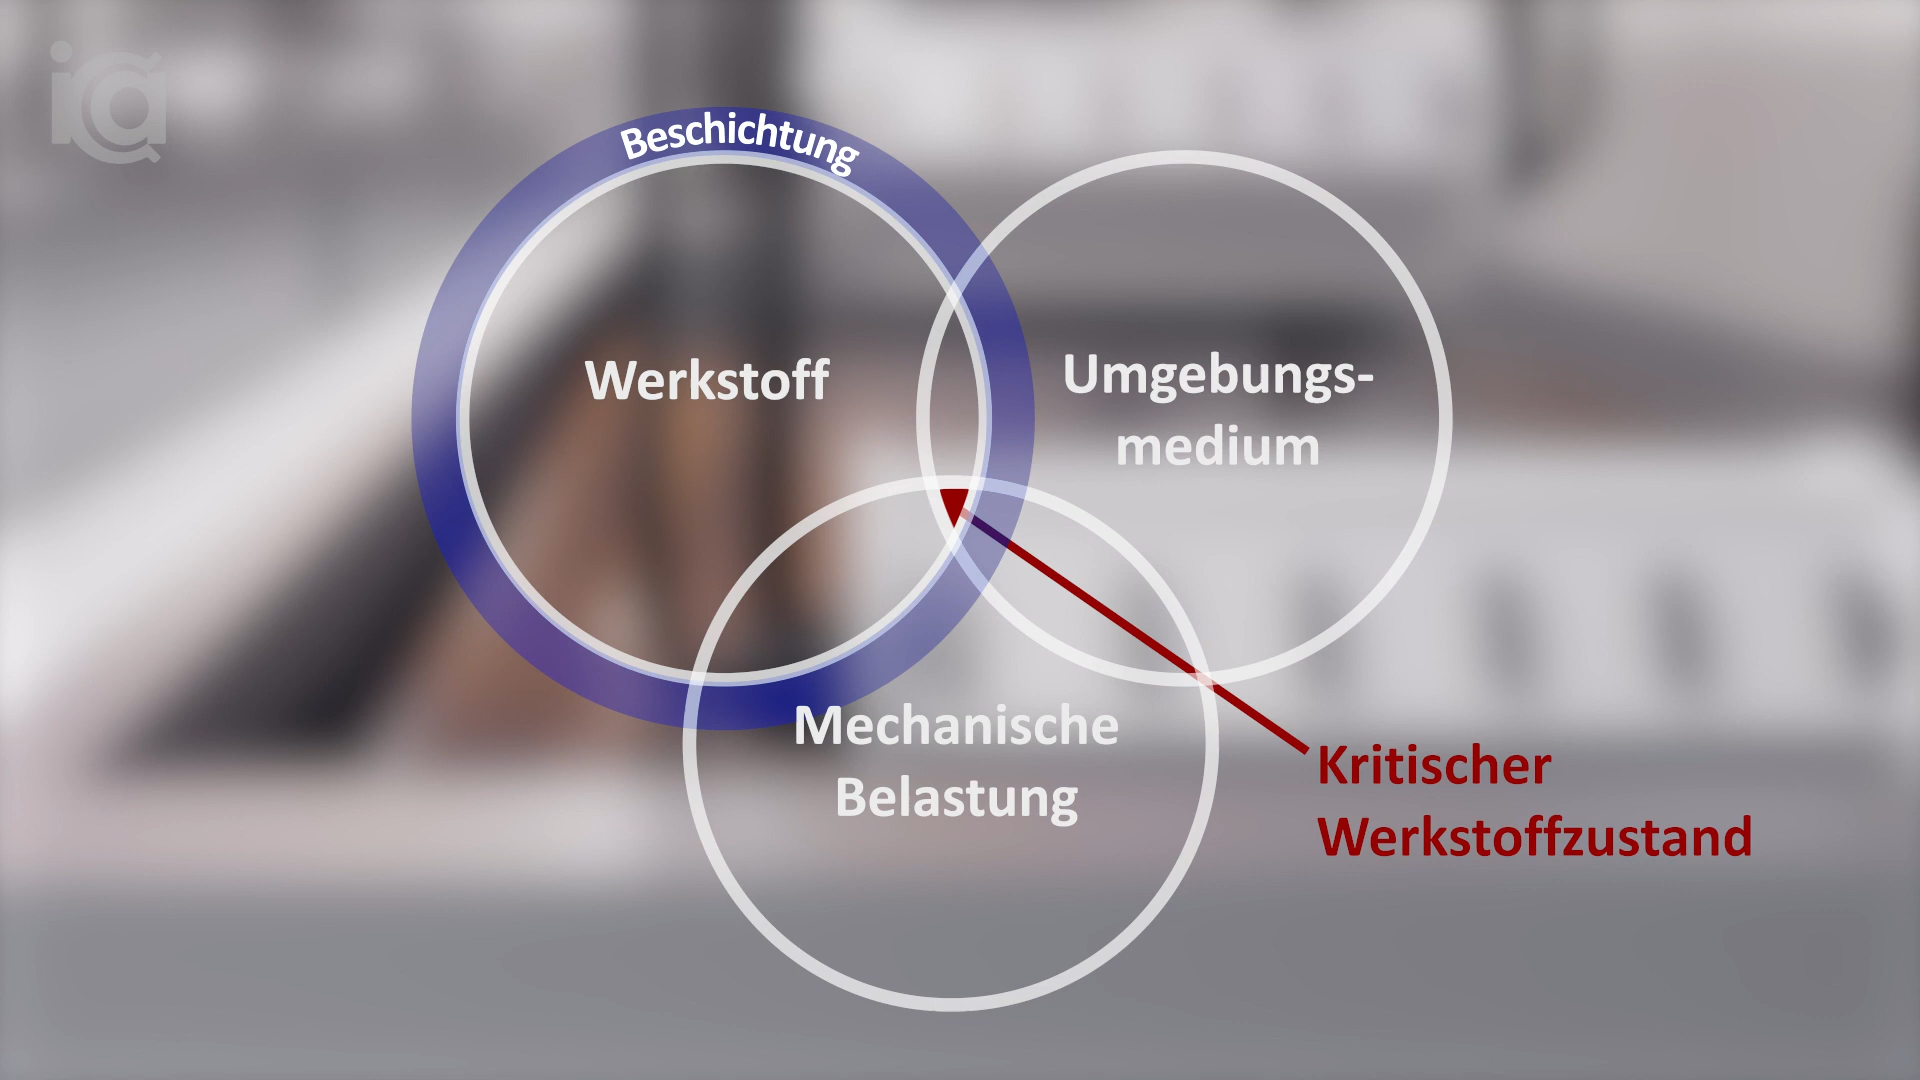 Beschichtung
Werkstoff
Umgebungs-
medium
Mechanische
Belastung
Kritischer
Werkstoffzustand